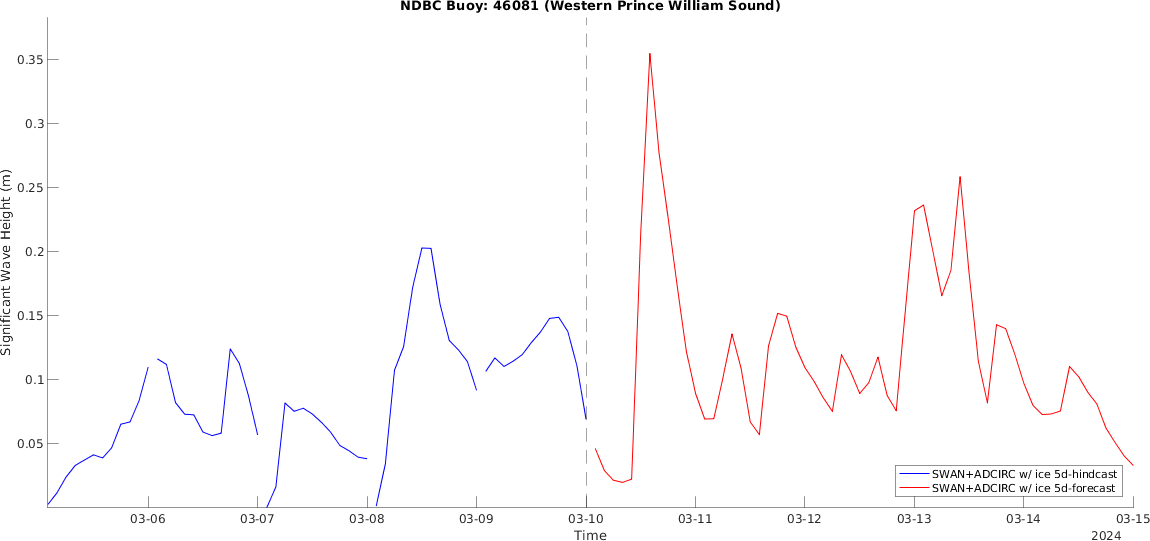 NDBC Buoy: 46081 (Western Prince William Sound)
Significant Wave Height (m)
0.35
0.3
0.25
0.2
0.15
0.1
0.05
SWAN+ADCIRC w/ ice 5d-hindcast
SWAN+ADCIRC w/ ice 5d-forecast
03-06 03-07 03-08 03-09 03-10 03-11 03-12 03-13 03-14 03-15
Time
2024